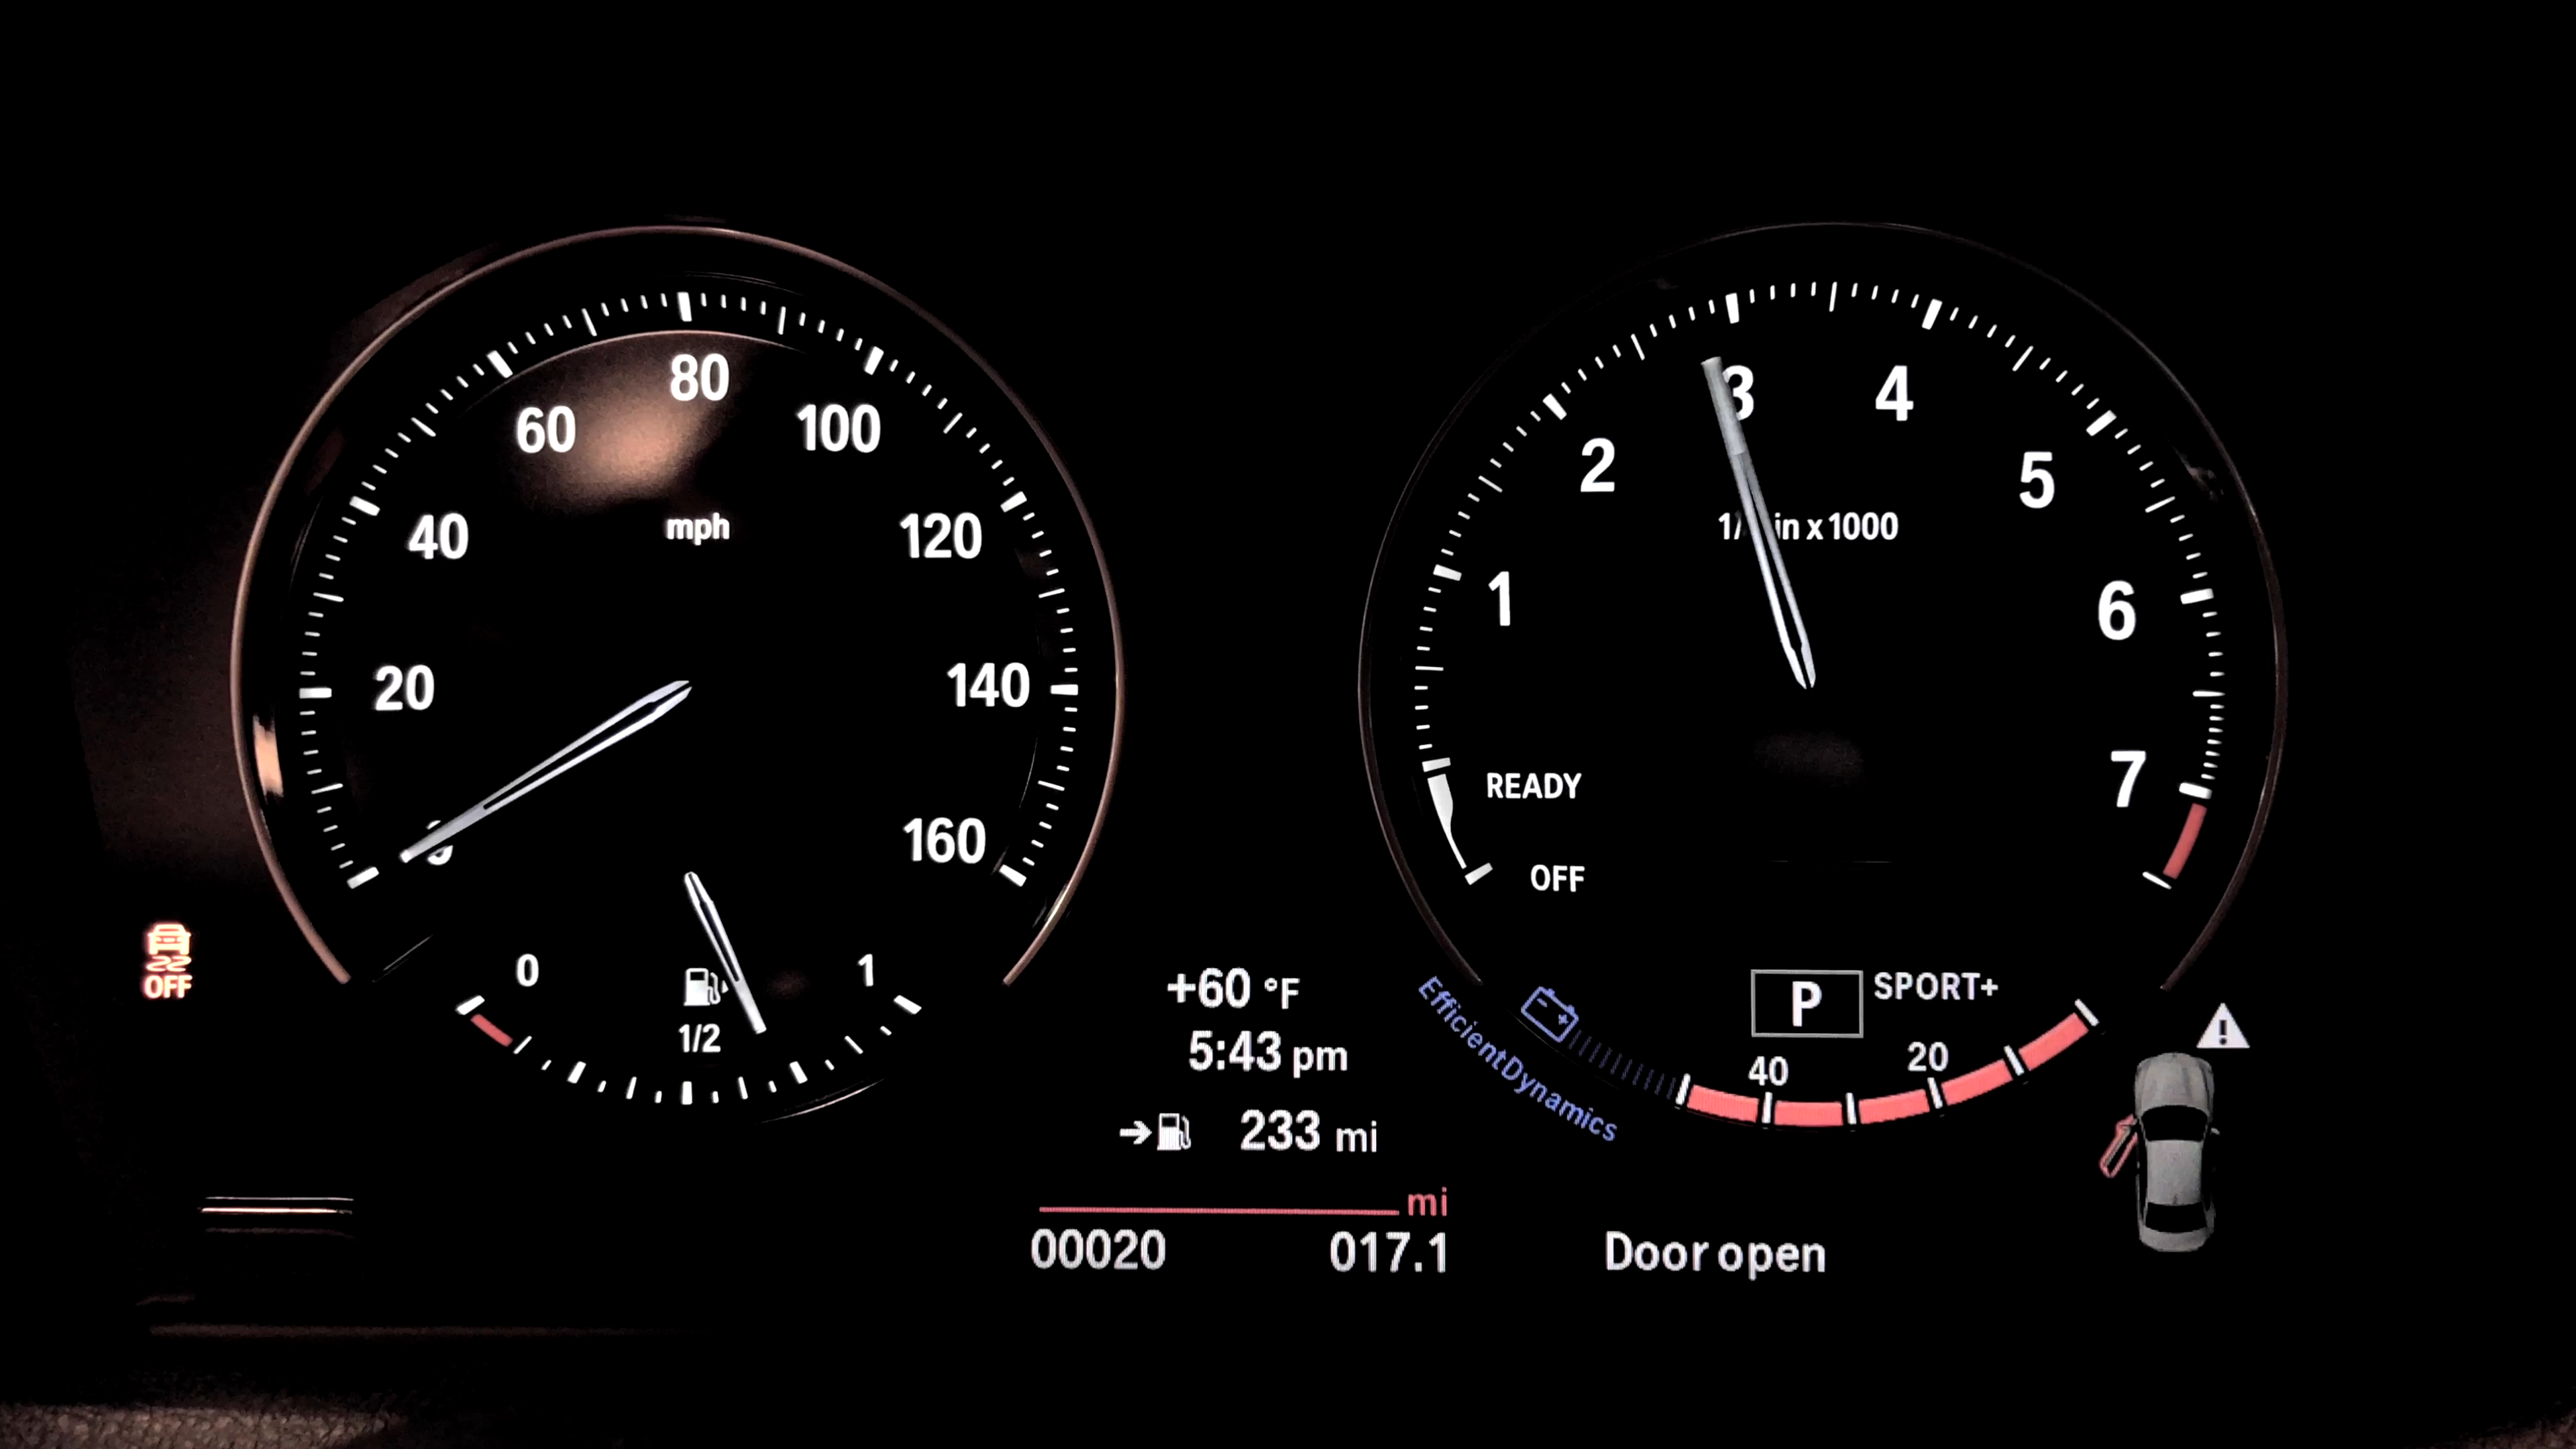 80
60
100
40
120
mph
20
140
0
160
0
1
1/2
OFF
3
4
2
5
1/ in x 1000
1
6
READY
7
OFF
+60 °F
5:43 pm
233 mi
mi
00020 017.1
EfficientDynamics
P SPORT+
40
20
Door open